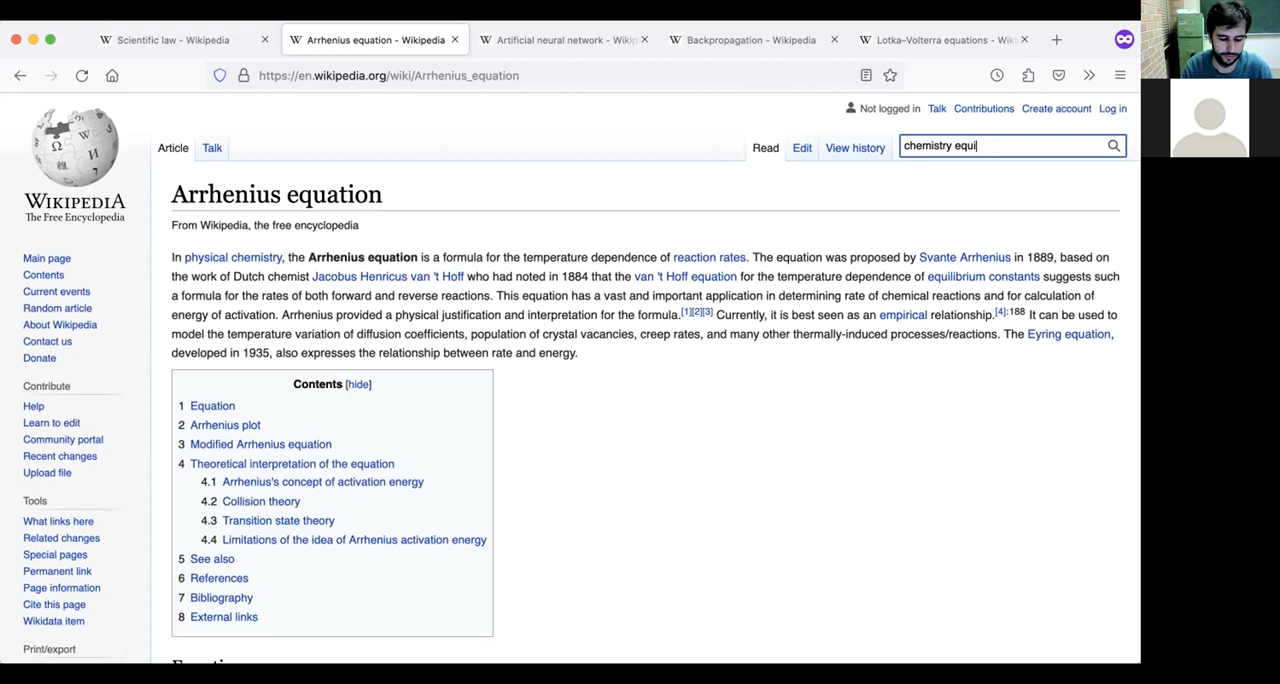 Scientific law - Wikipedia
Arrhenius equation - Wikipedia
Artificial neural network - Wikip
Backpropagation - Wikipedia
Lotka–Volterra equations - Wiki
https://en.wikipedia.org/wiki/Arrhenius_equation
Not logged in Talk Contributions Create account Log in
Article Talk Read Edit View history chemistry equi
WIKIPEDIA
The Free Encyclopedia
Main page
Contents
Current events
Random article
About Wikipedia
Contact us
Donate
Contribute
Help
Learn to edit
Community portal
Recent changes
Upload file
Tools
What links here
Related changes
Special pages
Permanent link
Page information
Cite this page
Wikidata item
Print/export
Arrhenius equation
From Wikipedia, the free encyclopedia
In physical chemistry, the Arrhenius equation is a formula for the temperature dependence of reaction rates. The equation was proposed by Svante Arrhenius in 1889, based on
the work of Dutch chemist Jacobus Henricus van 't Hoff who had noted in 1884 that the van 't Hoff equation for the temperature dependence of equilibrium constants suggests such
a formula for the rates of both forward and reverse reactions. This equation has a vast and important application in determining rate of chemical reactions and for calculation of
energy of activation. Arrhenius provided a physical justification and interpretation for the formula.[1][2][3] Currently, it is best seen as an empirical relationship.[4]:188 It can be used to
model the temperature variation of diffusion coefficients, population of crystal vacancies, creep rates, and many other thermally-induced processes/reactions. The Eyring equation,
developed in 1935, also expresses the relationship between rate and energy.
Contents [hide]
1 Equation
2 Arrhenius plot
3 Modified Arrhenius equation
4 Theoretical interpretation of the equation
4.1 Arrhenius's concept of activation energy
4.2 Collision theory
4.3 Transition state theory
4.4 Limitations of the idea of Arrhenius activation energy
5 See also
6 References
7 Bibliography
8 External links